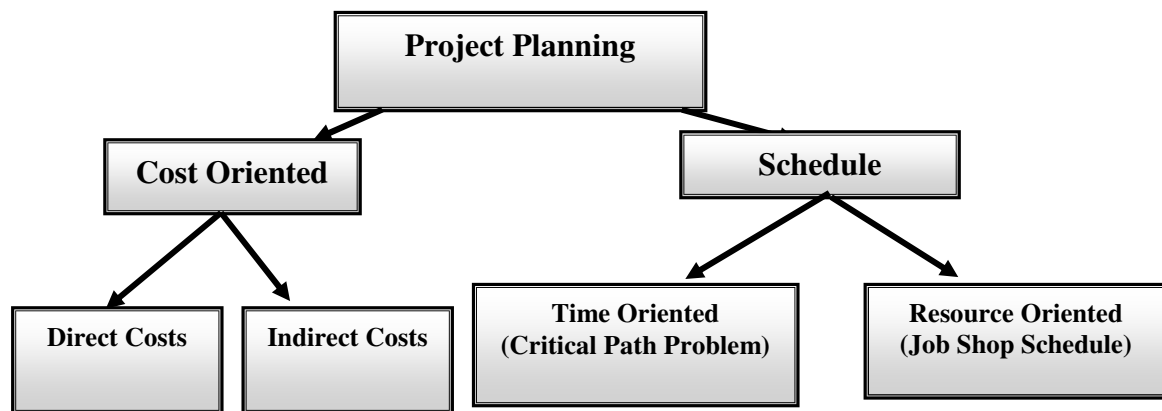 Project Planning
Cost Oriented
Schedule
Direct Costs
Indirect Costs
Time Oriented
(Critical Path Problem)
Resource Oriented
(Job Shop Schedule)